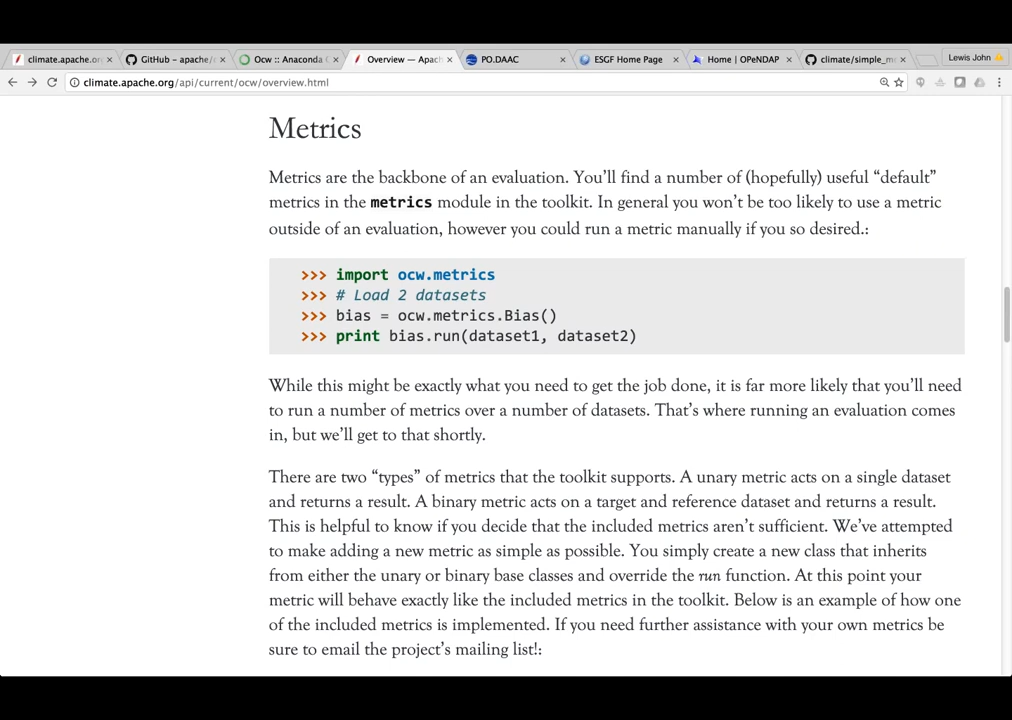 climate.apache.or
GitHub - apache/c
Ocw :: Anaconda C
Overview — Apach
PO.DAAC
ESGF Home Page
Home | OPeNDAP
climate/simple_mo
Lewis John
climate.apache.org/api/current/ocw/overview.html
Metrics
Metrics are the backbone of an evaluation. You’ll find a number of (hopefully) useful “default”
metrics in the metrics module in the toolkit. In general you won’t be too likely to use a metric
outside of an evaluation, however you could run a metric manually if you so desired.:
>>> import ocw.metrics
>>> # Load 2 datasets
>>> bias = ocw.metrics.Bias()
>>> print bias.run(dataset1, dataset2)
While this might be exactly what you need to get the job done, it is far more likely that you’ll need
to run a number of metrics over a number of datasets. That’s where running an evaluation comes
in, but we’ll get to that shortly.
There are two “types” of metrics that the toolkit supports. A unary metric acts on a single dataset
and returns a result. A binary metric acts on a target and reference dataset and returns a result.
This is helpful to know if you decide that the included metrics aren’t sufficient. We’ve attempted
to make adding a new metric as simple as possible. You simply create a new class that inherits
from either the unary or binary base classes and override the run function. At this point your
metric will behave exactly like the included metrics in the toolkit. Below is an example of how one
of the included metrics is implemented. If you need further assistance with your own metrics be
sure to email the project’s mailing list!: